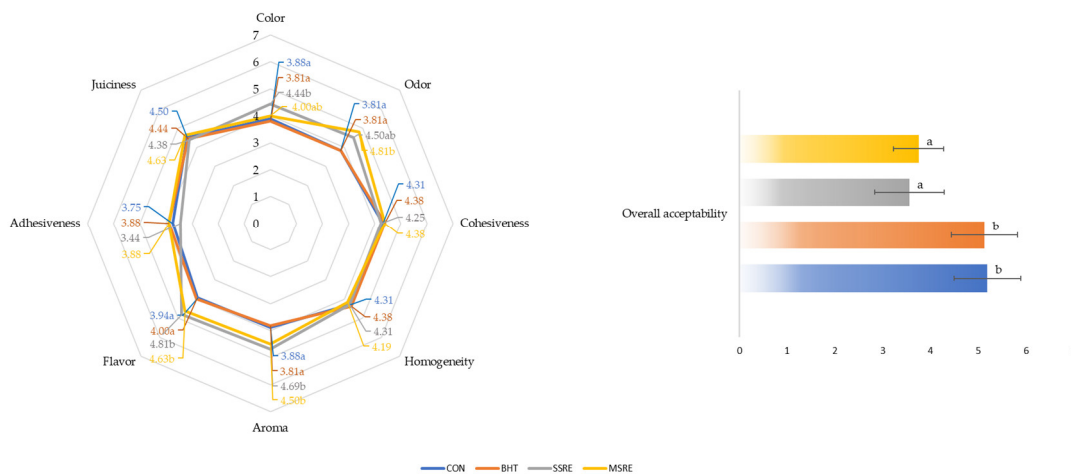 Color
7
6
5
4
3
2
1
0
3.88a
3.81a
4.44b
4.00ab
Odor
3.81a
3.81a
4.50ab
4.81b
Cohesiveness
4.31
4.38
4.25
4.38
Homogeneity
4.31
4.38
4.31
4.19
Aroma
3.88a
3.81a
4.69b
4.50b
Flavor
3.94a
4.00a
4.81b
4.63b
Adhesiveness
3.75
3.88
3.44
3.88
Juiciness
4.50
4.44
4.38
4.63
CON BHT SSRE MSRE
Overall acceptability
a
a
b
b
0 1 2 3 4 5 6